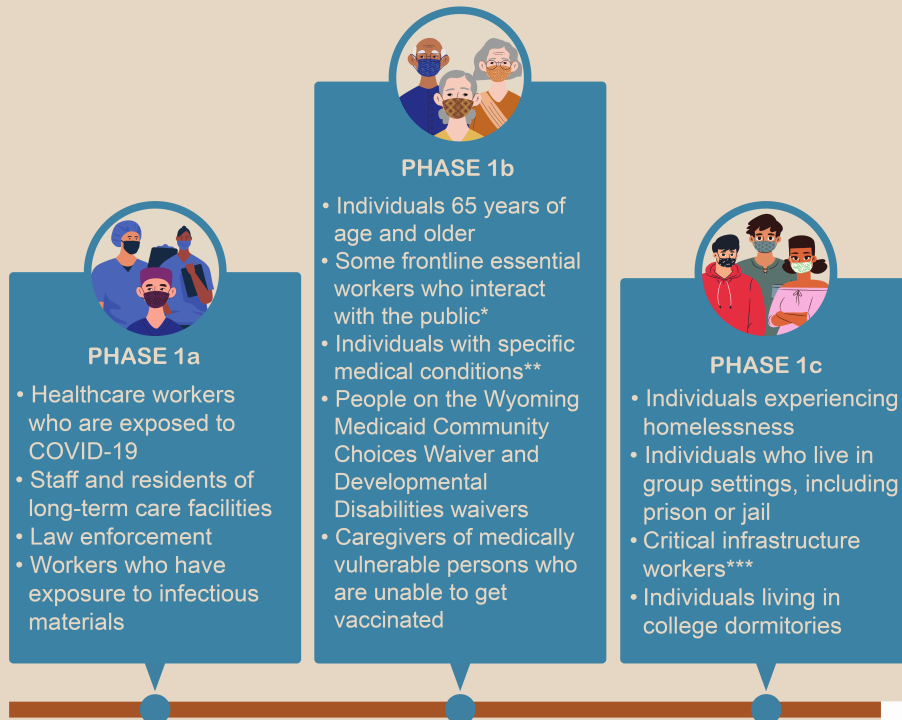 PHASE 1a
• Healthcare workers
who are exposed to
COVID-19
• Staff and residents of
long-term care facilities
• Law enforcement
• Workers who have
exposure to infectious
materials
PHASE 1b
• Individuals 65 years of
age and older
• Some frontline essential
workers who interact
with the public*
• Individuals with specific
medical conditions**
• People on the Wyoming
Medicaid Community
Choices Waiver and
Developmental
Disabilities waivers
• Caregivers of medically
vulnerable persons who
are unable to get
vaccinated
PHASE 1c
• Individuals experiencing
homelessness
• Individuals who live in
group settings, including
prison or jail
• Critical infrastructure
workers***
• Individuals living in
college dormitories